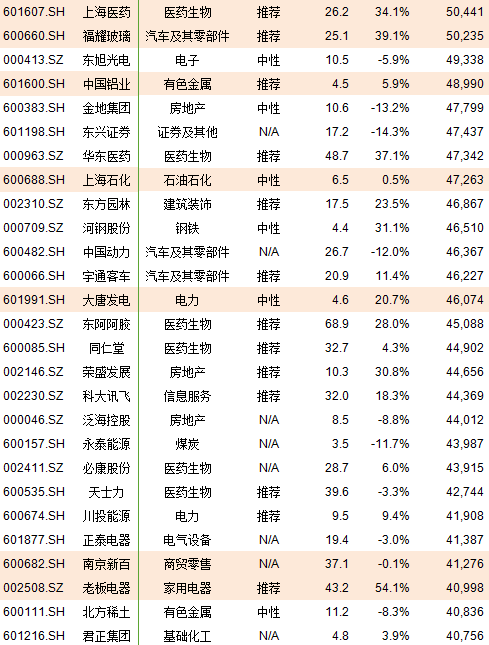 601607.SH 上海医药 医药生物 推荐 26.2 34.1% 50,441
600660.SH 福耀玻璃 汽车及其零部件 推荐 25.1 39.1% 50,235
000413.SZ 东旭光电 电子 中性 10.5 -5.9% 49,338
601600.SH 中国铝业 有色金属 推荐 4.5 5.9% 48,990
600383.SH 金地集团 房地产 中性 10.6 -13.2% 47,799
601198.SH 东兴证券 证券及其他 N/A 17.2 -14.3% 47,437
000963.SZ 华东医药 医药生物 推荐 48.7 37.1% 47,342
600688.SH 上海石化 石油石化 中性 6.5 0.5% 47,263
002310.SZ 东方园林 建筑装饰 推荐 17.5 23.5% 46,867
000709.SZ 河钢股份 钢铁 中性 4.4 31.1% 46,510
600482.SH 中国动力 汽车及其零部件 N/A 26.7 -12.0% 46,367
600066.SH 宇通客车 汽车及其零部件 推荐 20.9 11.4% 46,227
601991.SH 大唐发电 电力 中性 4.6 20.7% 46,074
000423.SZ 东阿阿胶 医药生物 推荐 68.9 28.0% 45,088
600085.SH 同仁堂 医药生物 推荐 32.7 4.3% 44,902
002146.SZ 荣盛发展 房地产 推荐 10.3 30.8% 44,656
002230.SZ 科大讯飞 信息服务 推荐 32.0 18.3% 44,369
000046.SZ 泛海控股 房地产 N/A 8.5 -8.8% 44,012
600157.SH 永泰能源 煤炭 N/A 3.5 -11.7% 43,987
002411.SZ 必康股份 医药生物 N/A 28.7 6.0% 43,915
600535.SH 天士力 医药生物 推荐 39.6 -3.3% 42,744
600674.SH 川投能源 电力 推荐 9.5 9.4% 41,908
601877.SH 正泰电器 电气设备 N/A 19.4 -3.0% 41,387
600682.SH 南京新百 商贸零售 N/A 37.1 -0.1% 41,276
002508.SZ 老板电器 家用电器 推荐 43.2 54.1% 40,998
600111.SH 北方稀土 有色金属 中性 11.2 -8.3% 40,836
601216.SH 君正集团 基础化工 N/A 4.8 3.9% 40,756